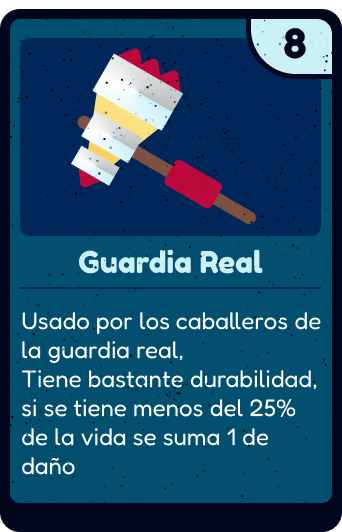 8
Guardia Real
Usado por los caballeros de
la guardia real,
Tiene bastante durabilidad,
si se tiene menos del 25%
de la vida se suma 1 de
daño